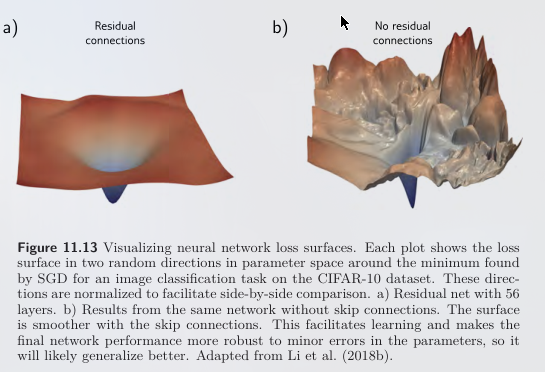 a)
Residual
connections
b)
No residual
connections
Figure 11.13 Visualizing neural network loss surfaces. Each plot shows the loss
surface in two random directions in parameter space around the minimum found
by SGD for an image classification task on the CIFAR-10 dataset. These direc-
tions are normalized to facilitate side-by-side comparison. a) Residual net with 56
layers. b) Results from the same network without skip connections. The surface
is smoother with the skip connections. This facilitates learning and makes the
final network performance more robust to minor errors in the parameters, so it
will likely generalize better. Adapted from Li et al. (2018b).